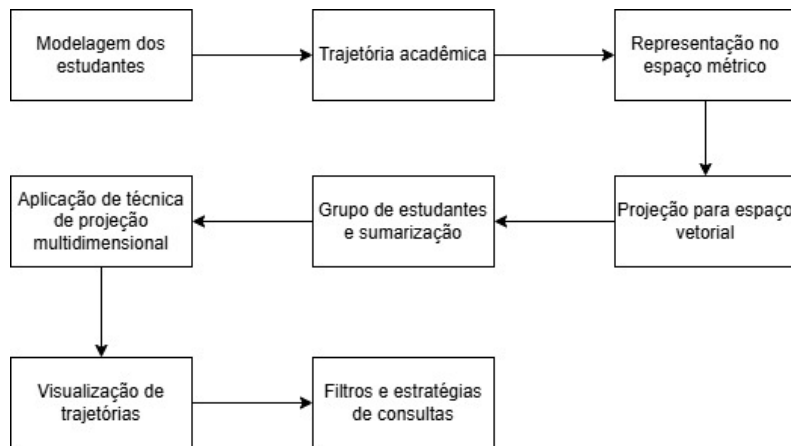 Modelagem dos
estudantes
Trajetória acadêmica
Representação no
espaço métrico
Projeção para espaço
vetorial
Grupo de estudantes
e sumarização
Aplicação de técnica
de projeção
multidimensional
Visualização de
trajetórias
Filtros e estratégias
de consultas